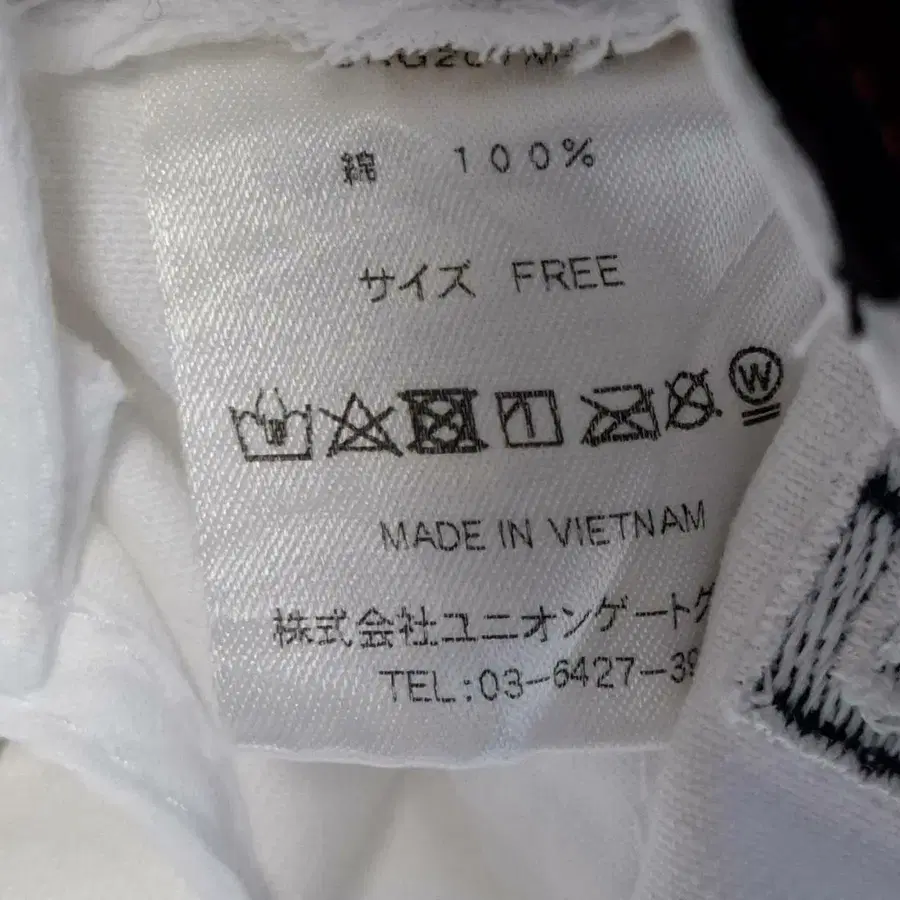 綿 100%
サイズ FREE
W
MADE IN VIETNAM
株式会社ユニオンゲート
TEL:03-6427-39